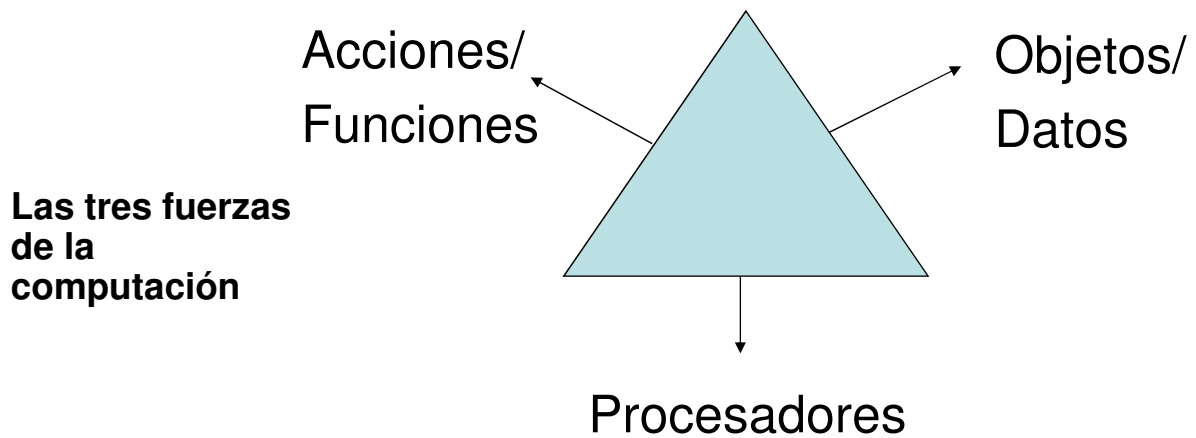 Acciones/
Funciones
Objetos/
Datos
Las tres fuerzas
de la
computación
Procesadores